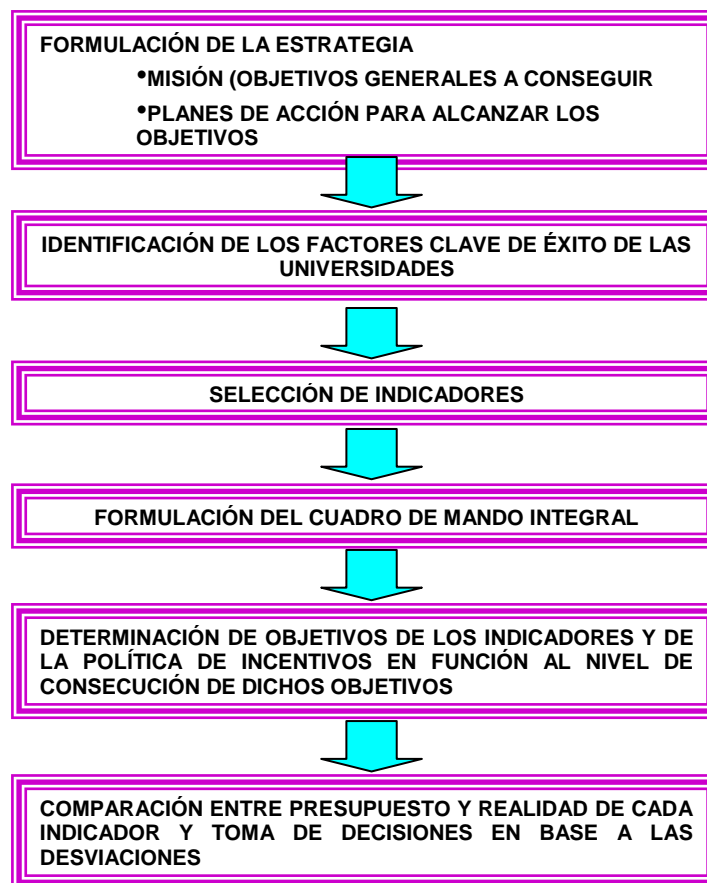 FORMULACIÓN DE LA ESTRATEGIA
•MISIÓN (OBJETIVOS GENERALES A CONSEGUIR
•PLANES DE ACCIÓN PARA ALCANZAR LOS
OBJETIVOS
IDENTIFICACIÓN DE LOS FACTORES CLAVE DE ÉXITO DE LAS
UNIVERSIDADES
SELECCIÓN DE INDICADORES
FORMULACIÓN DEL CUADRO DE MANDO INTEGRAL
DETERMINACIÓN DE OBJETIVOS DE LOS INDICADORES Y DE
LA POLÍTICA DE INCENTIVOS EN FUNCIÓN AL NIVEL DE
CONSECUCIÓN DE DICHOS OBJETIVOS
COMPARACIÓN ENTRE PRESUPUESTO Y REALIDAD DE CADA
INDICADOR Y TOMA DE DECISIONES EN BASE A LAS
DESVIACIONES